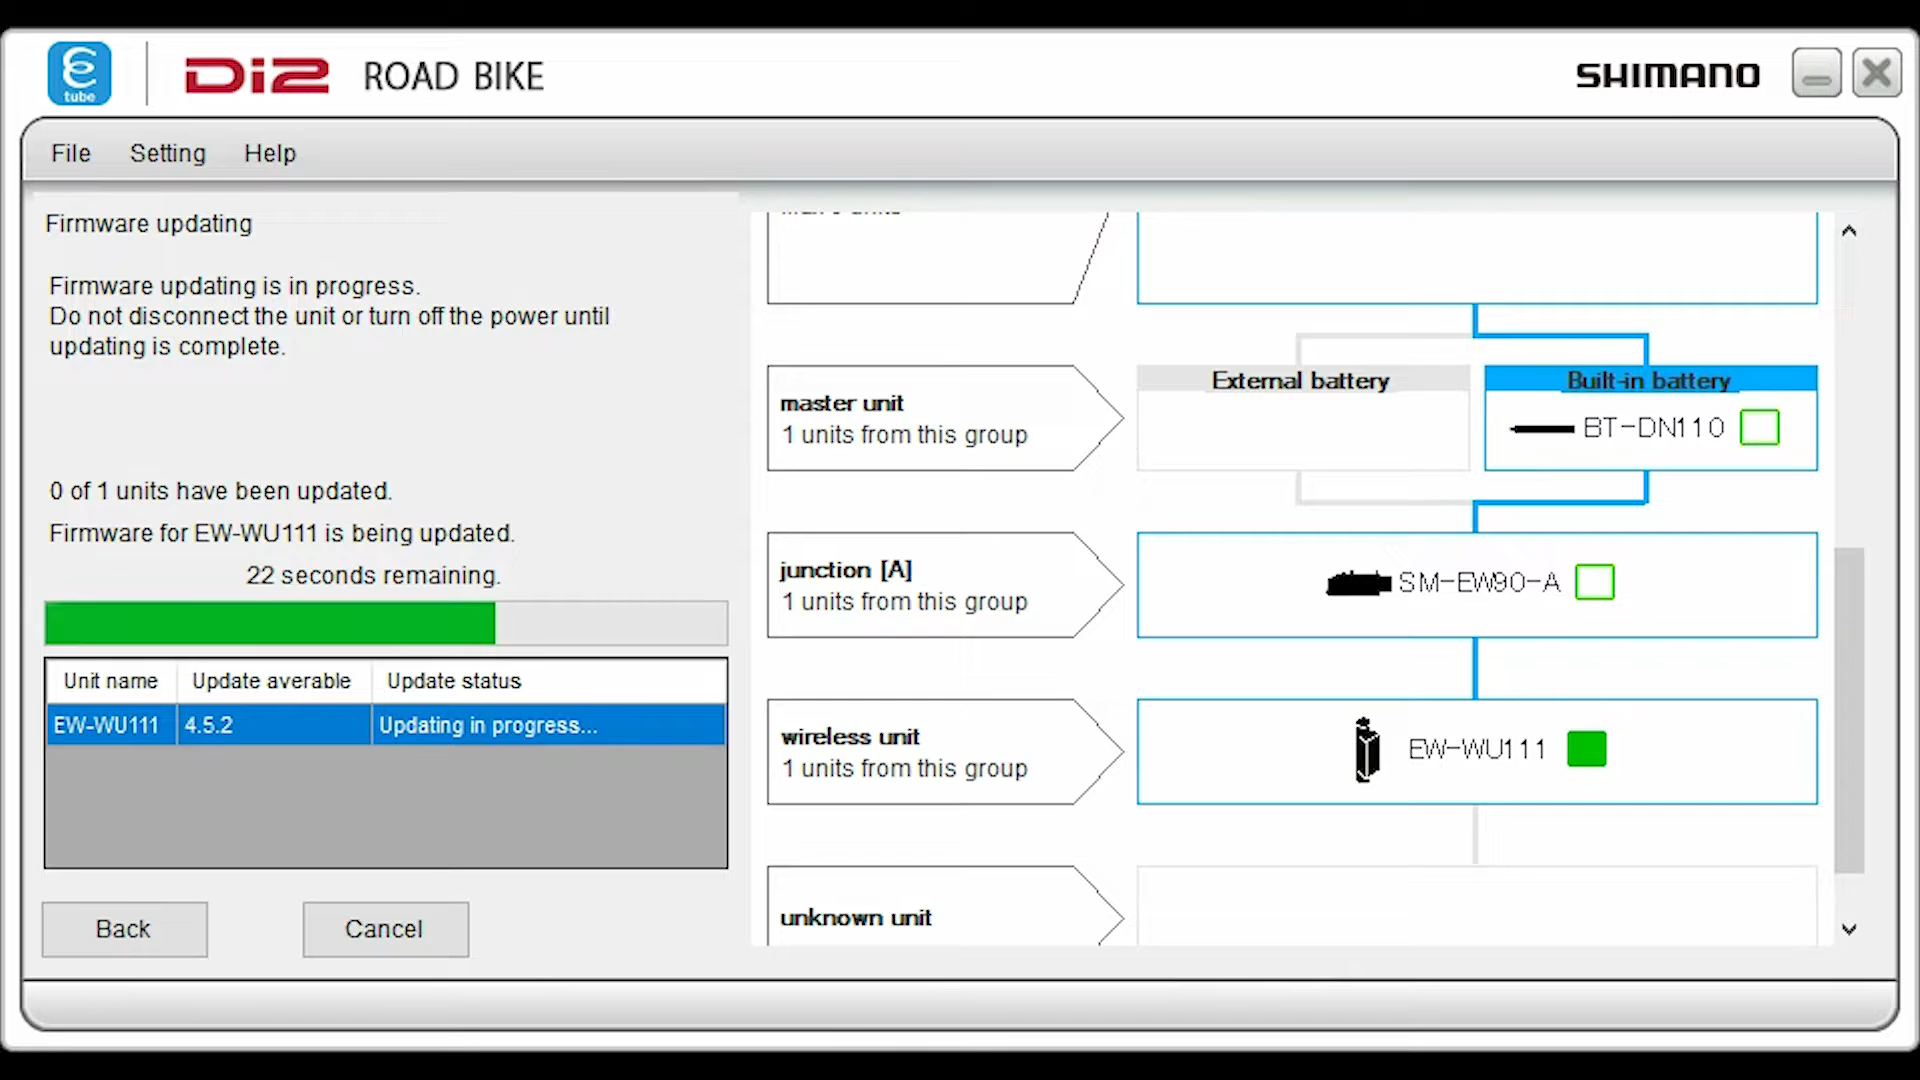 e
tube
Di2 ROAD BIKE
SHIMANO
File Setting Help
Firmware updating
Firmware updating is in progress.
Do not disconnect the unit or turn off the power until
updating is complete.
0 of 1 units have been updated.
Firmware for EW-WU111 is being updated.
22 seconds remaining.
Unit name Update averable Update status
EW-WU111 4.5.2 Updating in progress...
Back Cancel
master unit
1 units from this group
External battery
Built-in battery
BT-DN110
junction [A]
1 units from this group
SM-EW90-A
wireless unit
1 units from this group
EW-WU111
unknown unit